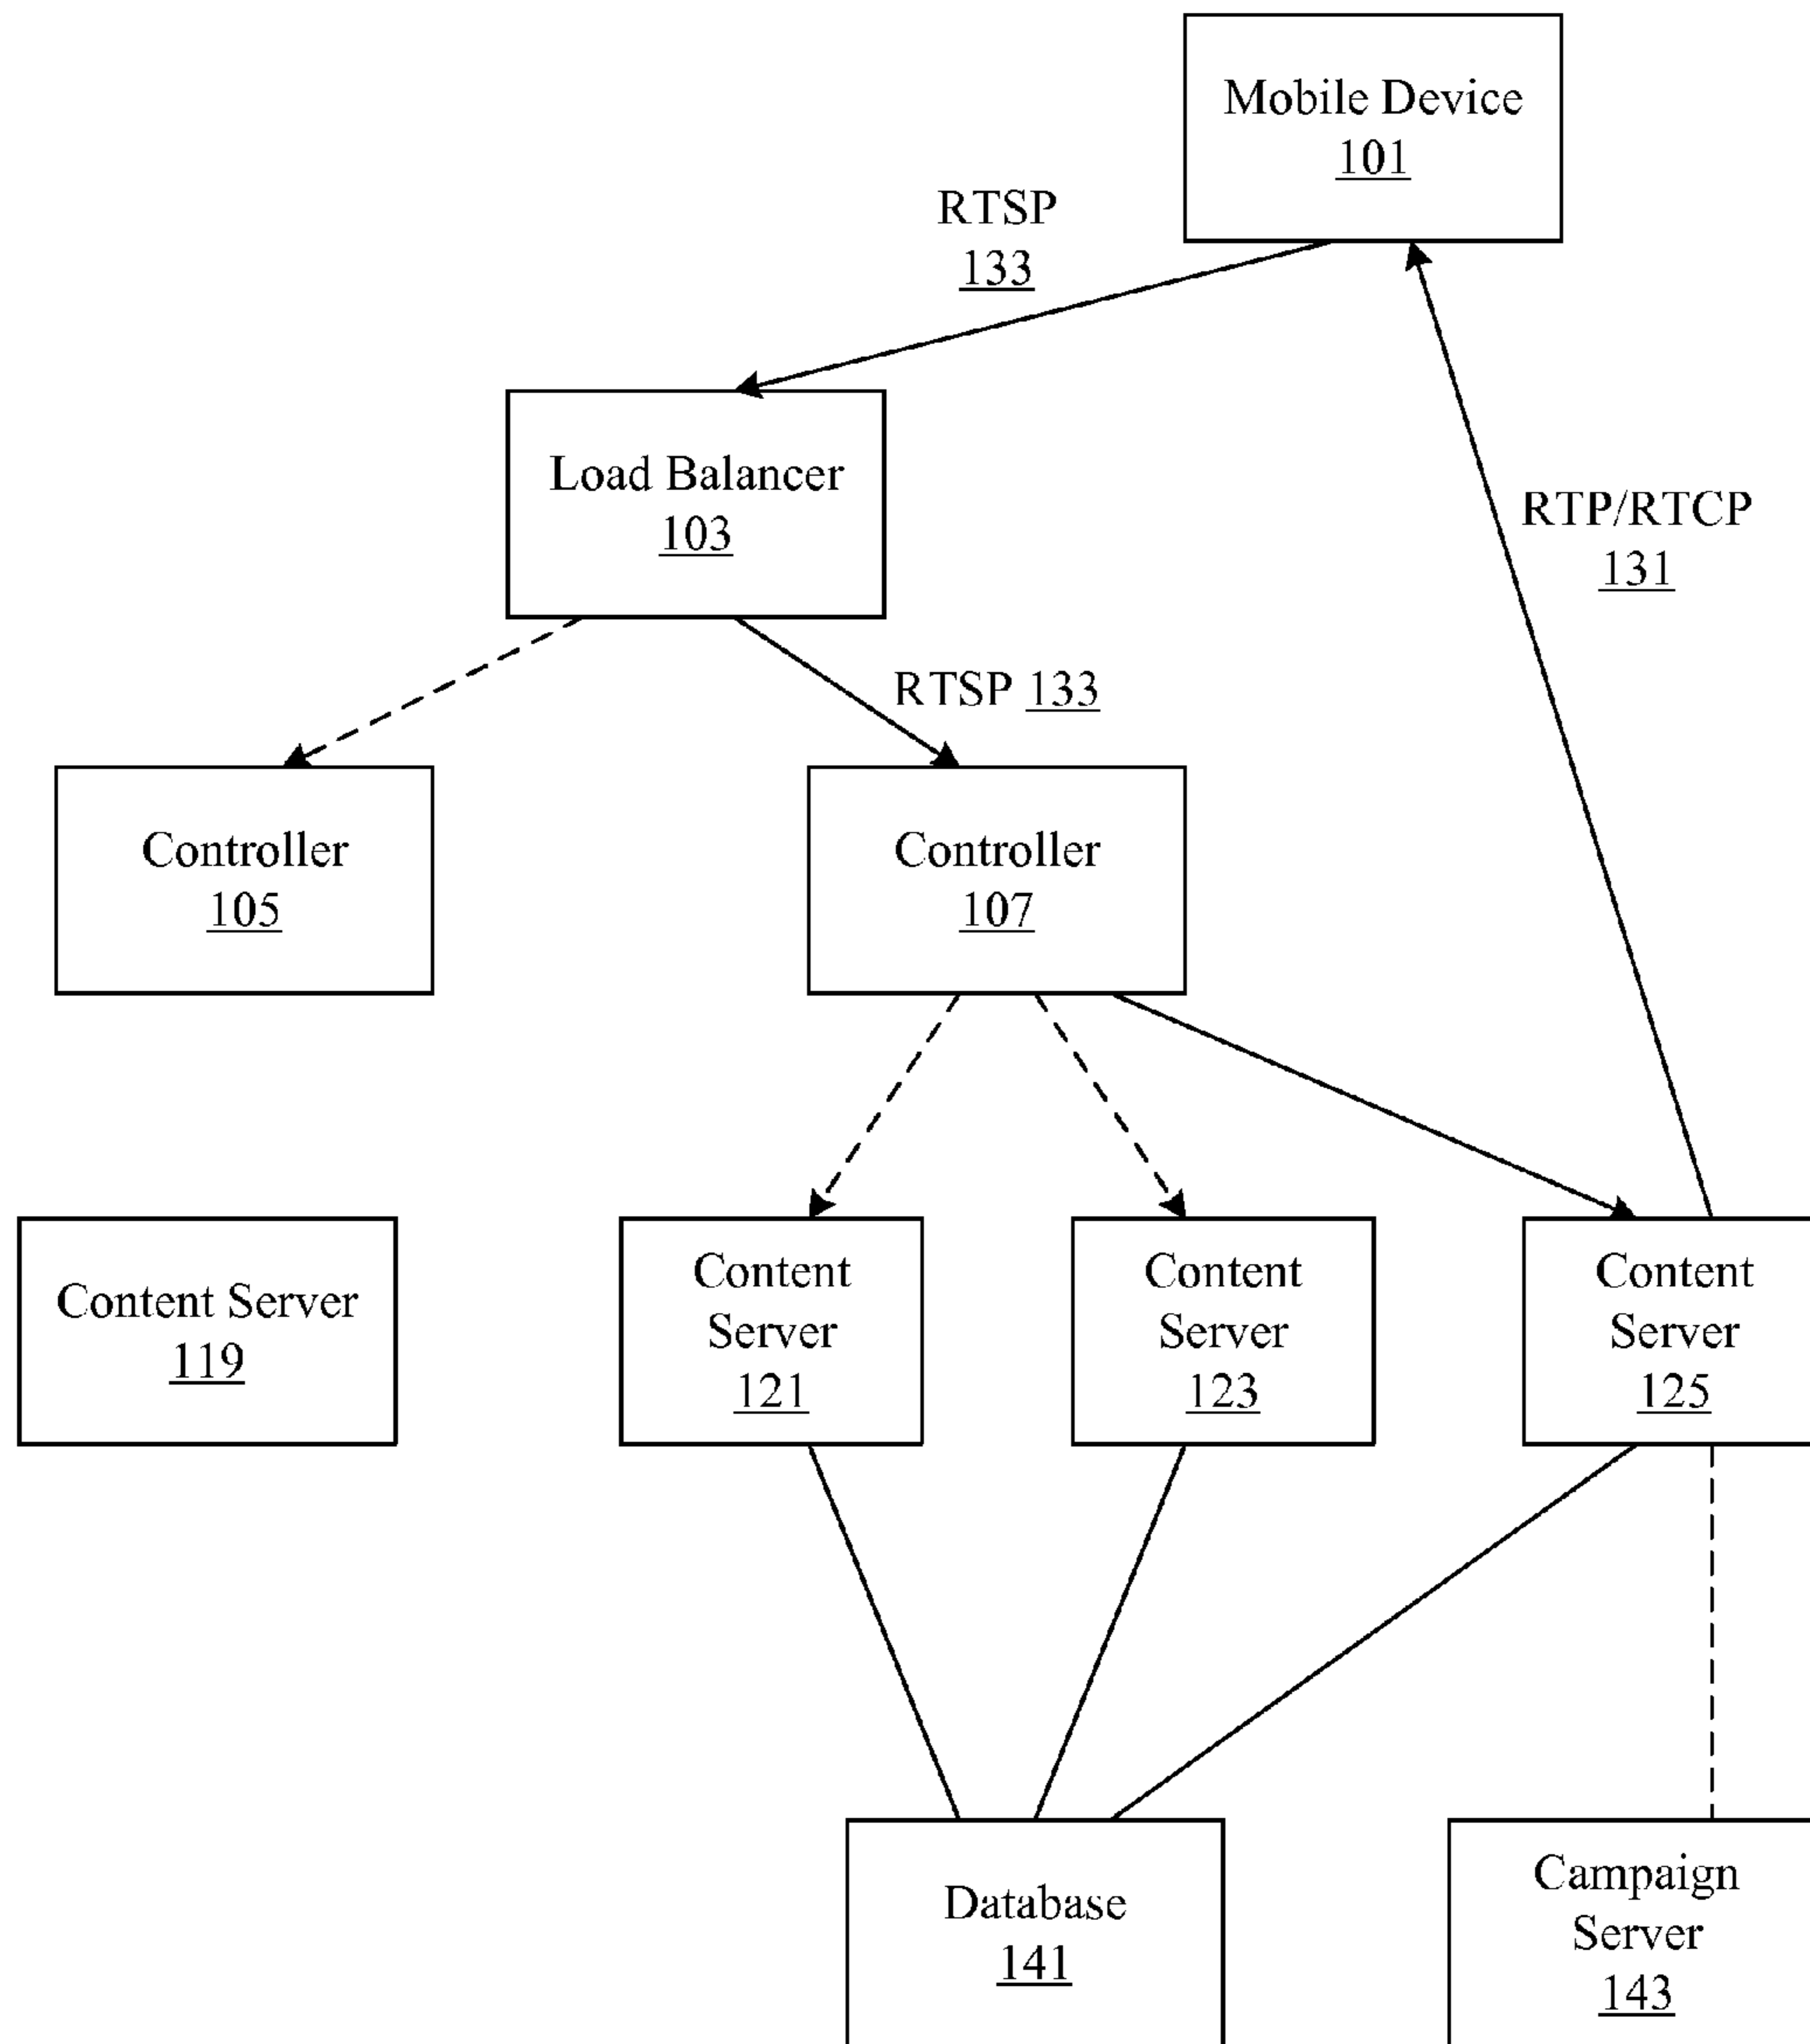 Mobile Device
101
RTSP
133
Load Balancer
103
RTP/RTCP
131
RTSP 133
Controller
105
Controller
107
Content Server
119
Content
Server
121
Content
Server
123
Content
Server
125
Database
141
Campaign
Server
143